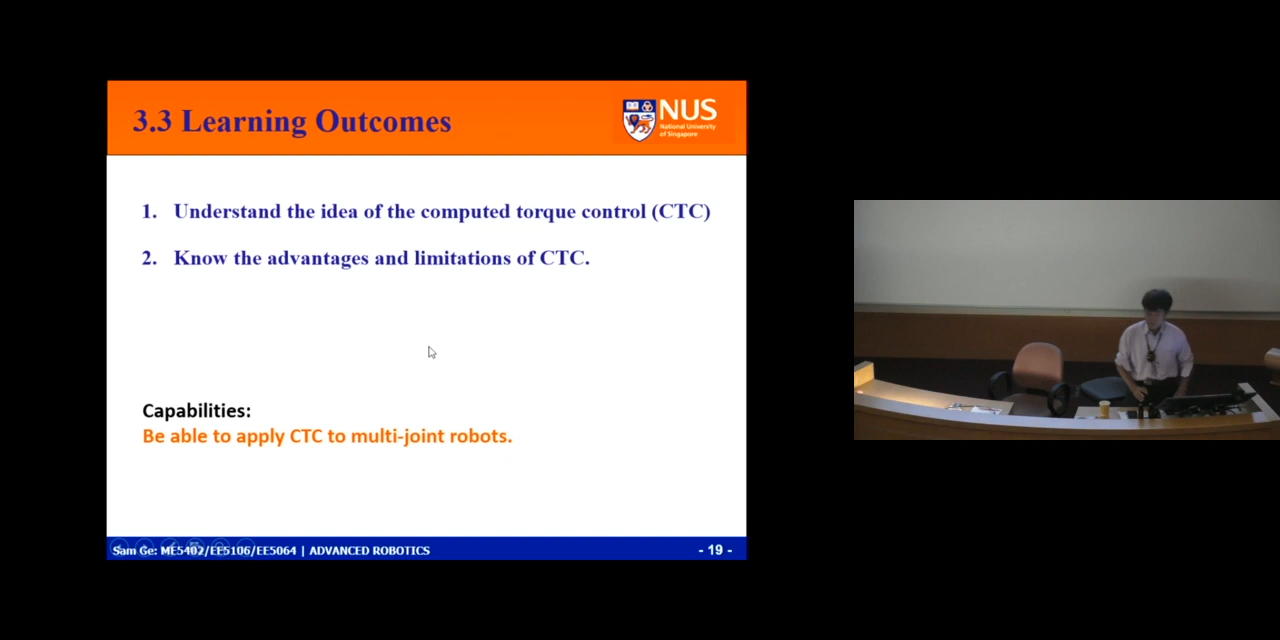 3.3 Learning Outcomes
NUS
National University
of Singapore
1. Understand the idea of the computed torque control (CTC)
2. Know the advantages and limitations of CTC.
Capabilities:
Be able to apply CTC to multi-joint robots.
Sam Ge: ME5402/EE5106/EE5064 | ADVANCED ROBOTICS
- 19 -